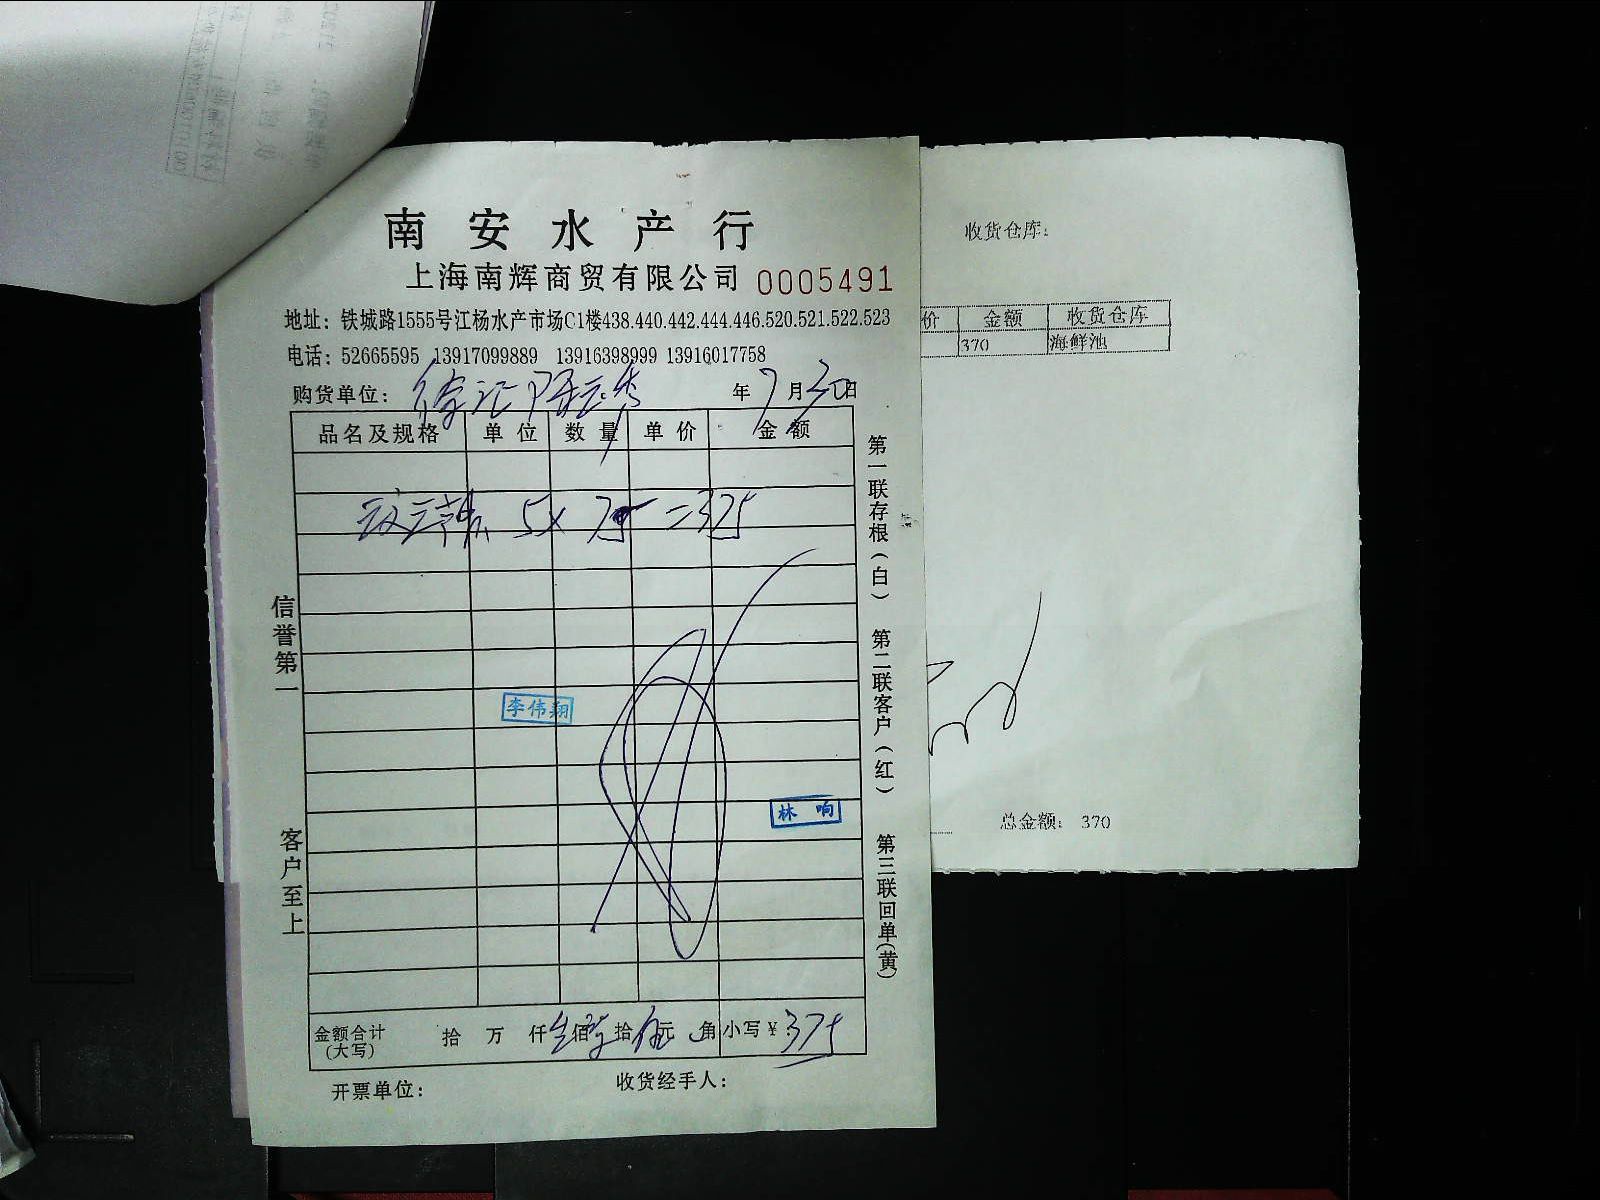 南安水产行
上海南辉商贸有限公司 0005491
地址：铁城路1555号江杨水产市场C1楼438.440.442.444.446.520.521.522.523
电话：52665595 13917099889 13916398999 13916017758
购货单位： 年 7月30日
品名及规格 单位 数量 单价 金额
5x 75 =375
李伟翔
林响
金额合计(大写) 拾 万 仟 佰 拾 元 角 小写¥375
开票单位： 收货经手人：
信誉第一
客户至上
第一联存根(白)
第二联客户(红)
第三联回单(黄)
收货仓库：
价 金额 收货仓库
370 海鲜池
总金额： 370